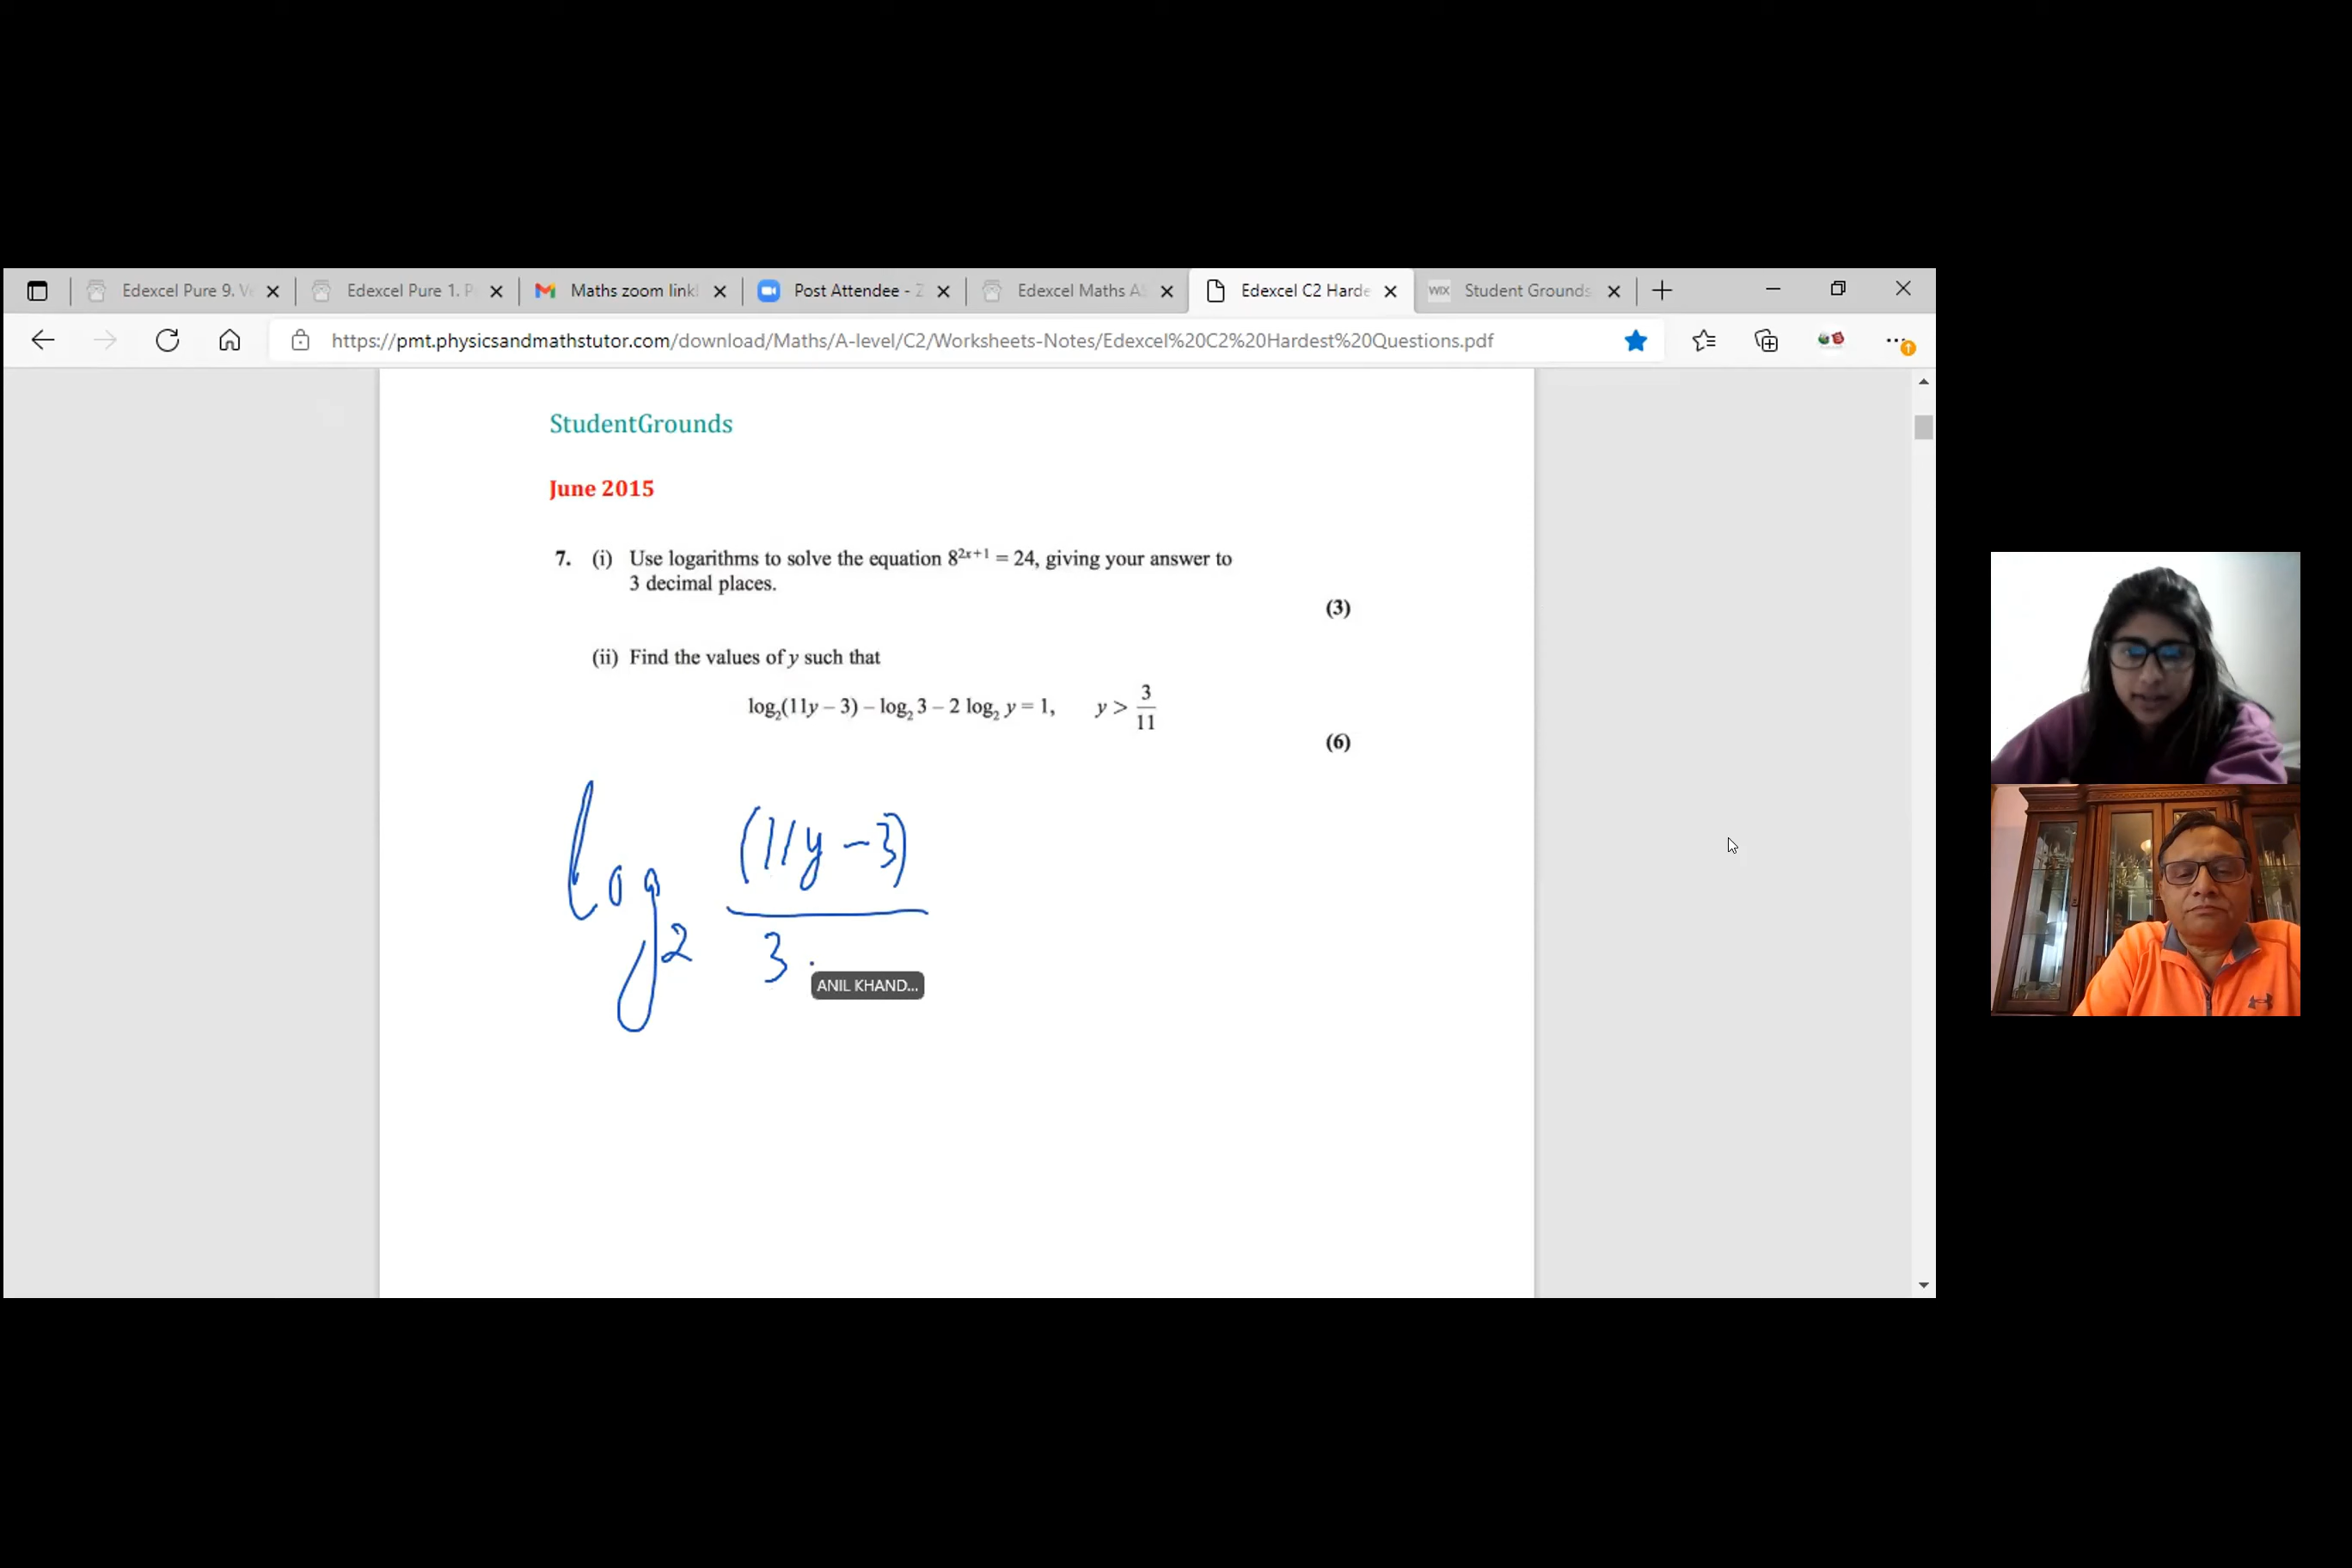 Edexcel Pure 9. V
Edexcel Pure 1. P
Maths zoom link
Post Attendee - Z
Edexcel Maths A
Edexcel C2 Harde
WIX Student Grounds
https://pmt.physicsandmathstutor.com/download/Maths/A-level/C2/Worksheets-Notes/Edexcel%20C2%20Hardest%20Questions.pdf
StudentGrounds
June 2015
7. (i) Use logarithms to solve the equation 8^{2x+1} = 24, giving your answer to
3 decimal places.
(3)
(ii) Find the values of y such that
log₂(11y – 3) – log₂ 3 – 2 log₂ y = 1, y > 3/11
(6)
log₂ (11y – 3)
3 .
ANIL KHAND...